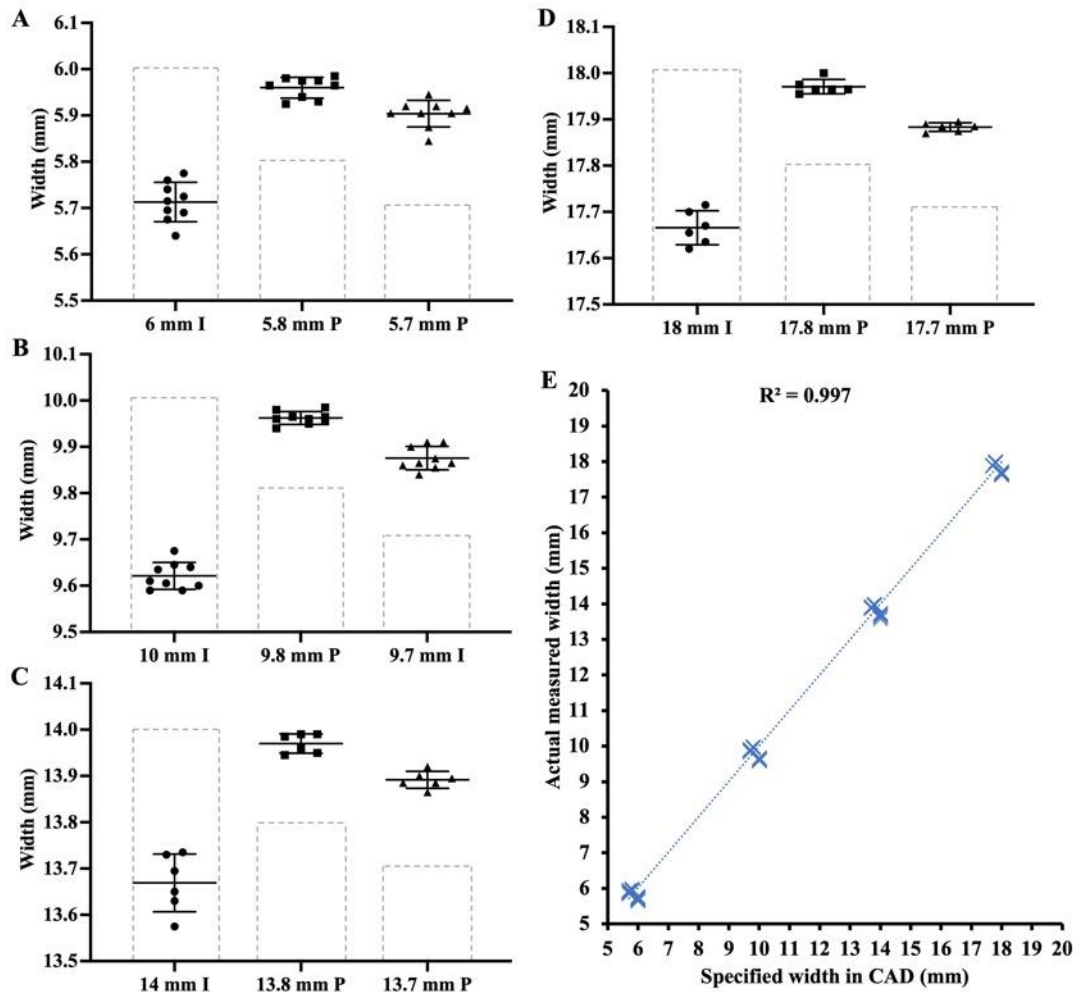 A
6.1
6.0
5.9
5.8
5.7
5.6
5.5
Width (mm)
6 mm I 5.8 mm P 5.7 mm P
B
10.1
10.0
9.9
9.8
9.7
9.6
9.5
Width (mm)
10 mm I 9.8 mm P 9.7 mm I
C
14.1
14.0
13.9
13.8
13.7
13.6
13.5
Width (mm)
14 mm I 13.8 mm P 13.7 mm P
D
18.1
18.0
17.9
17.8
17.7
17.6
17.5
Width (mm)
18 mm I 17.8 mm P 17.7 mm P
E
R² = 0.997
20
19
18
17
16
15
14
13
12
11
10
9
8
7
6
5
Actual measured width (mm)
5 6 7 8 9 10 11 12 13 14 15 16 17 18 19 20
Specified width in CAD (mm)